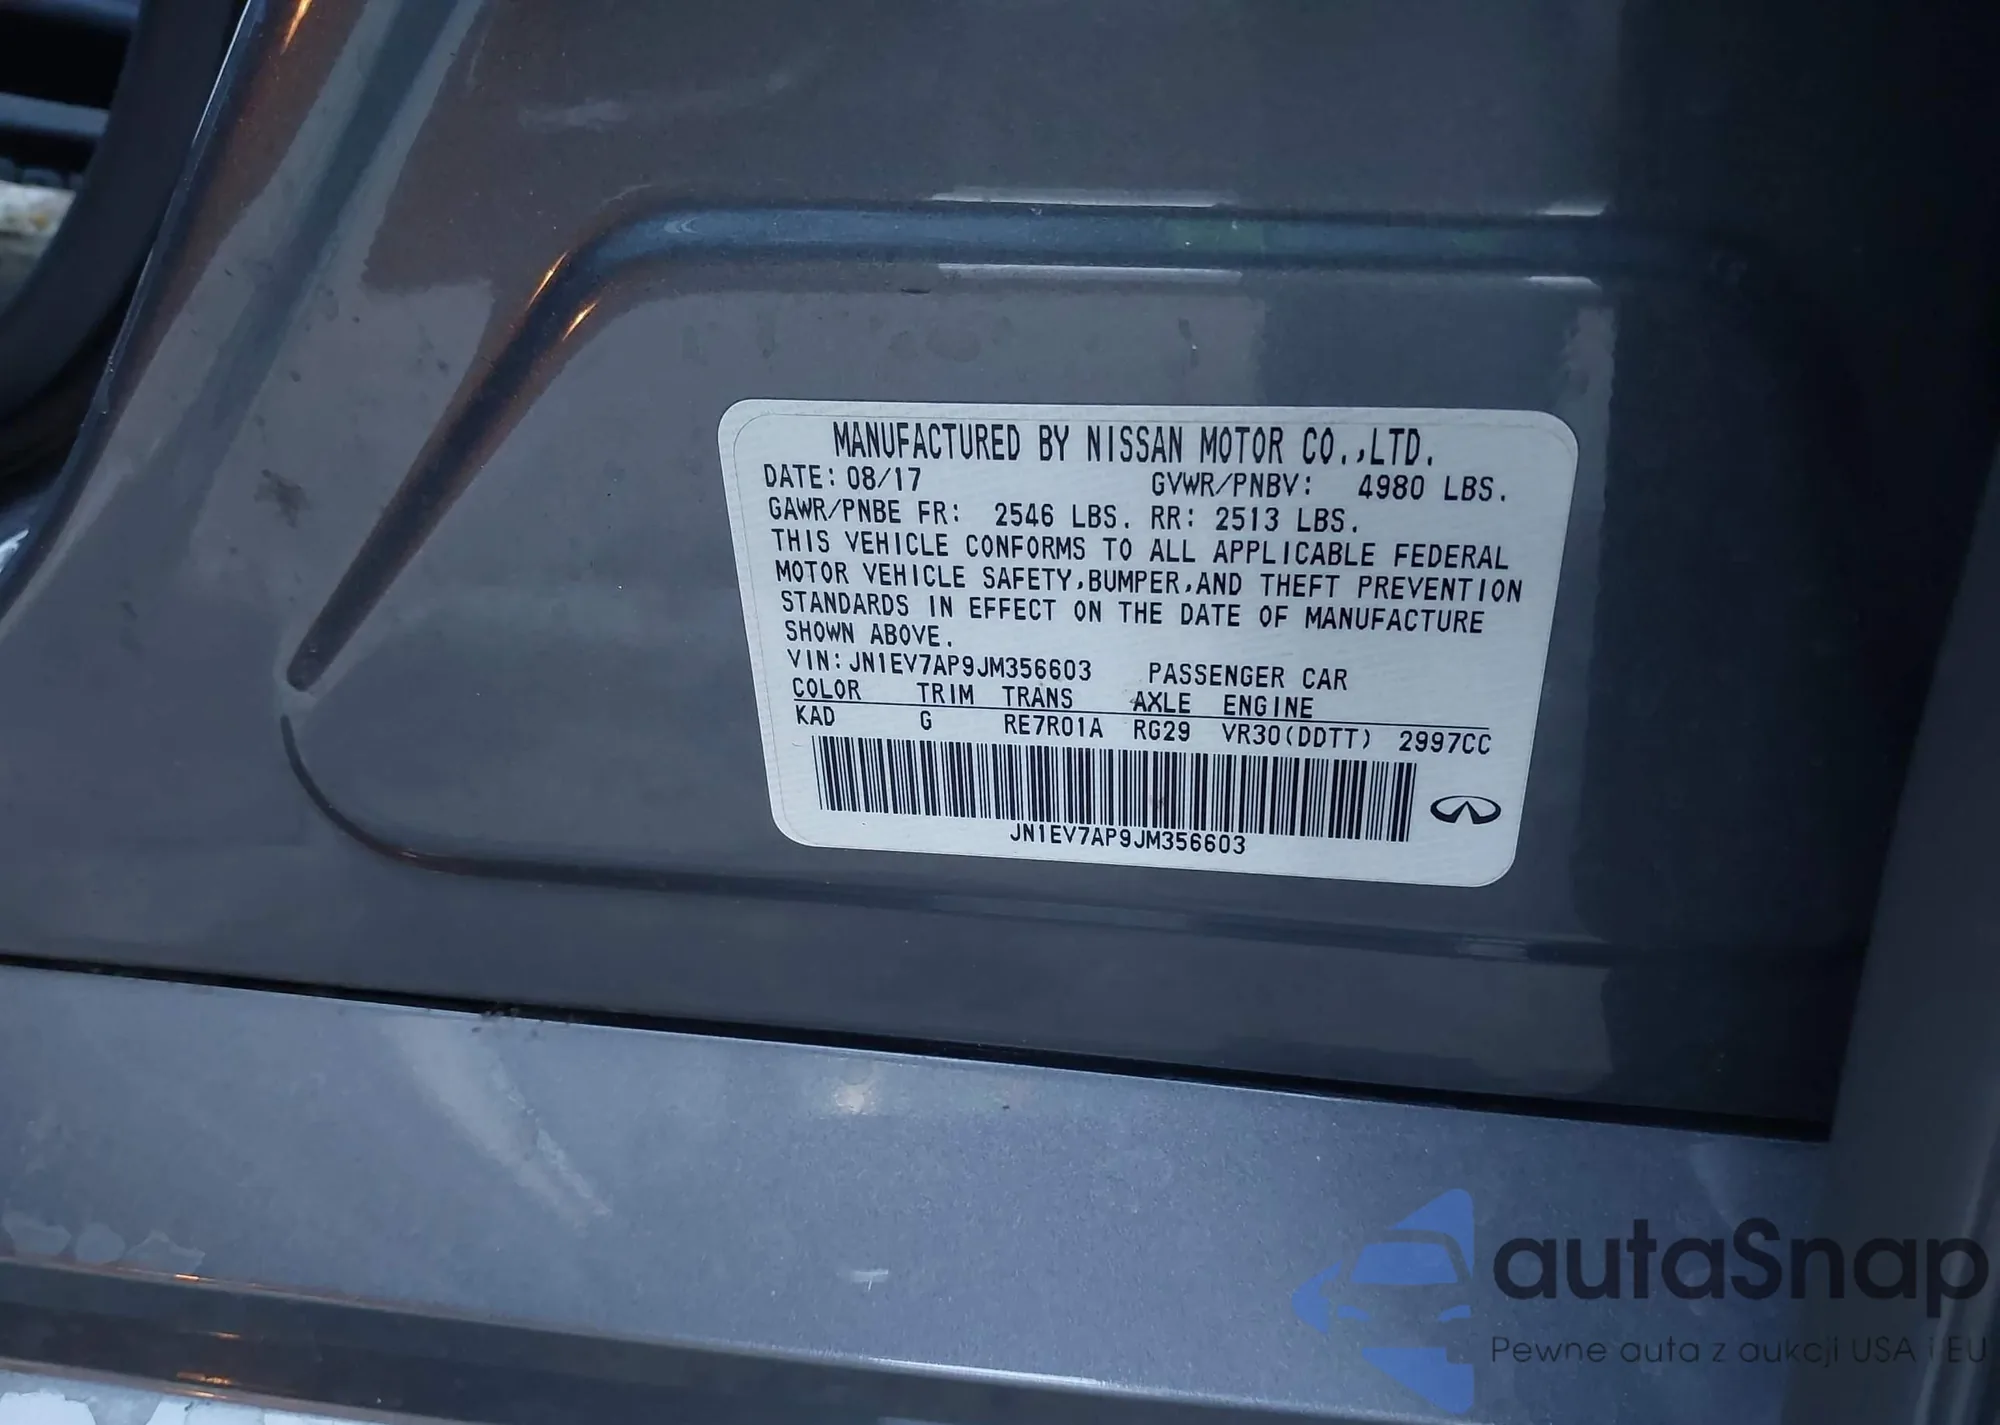 MANUFACTURED BY NISSAN MOTOR CO.,LTD.
DATE: 08/17 GVWR/PNBV: 4980 LBS.
GAWR/PNBE FR: 2546 LBS. RR: 2513 LBS.
THIS VEHICLE CONFORMS TO ALL APPLICABLE FEDERAL
MOTOR VEHICLE SAFETY,BUMPER,AND THEFT PREVENTION
STANDARDS IN EFFECT ON THE DATE OF MANUFACTURE
SHOWN ABOVE.
VIN: JN1EV7AP9JM356603 PASSENGER CAR
COLOR TRIM TRANS AXLE ENGINE
KAD G RE7R01A RG29 VR30(DDTT) 2997CC
JN1EV7AP9JM356603
autaSnap
Pewne auta z aukcji USA i EU